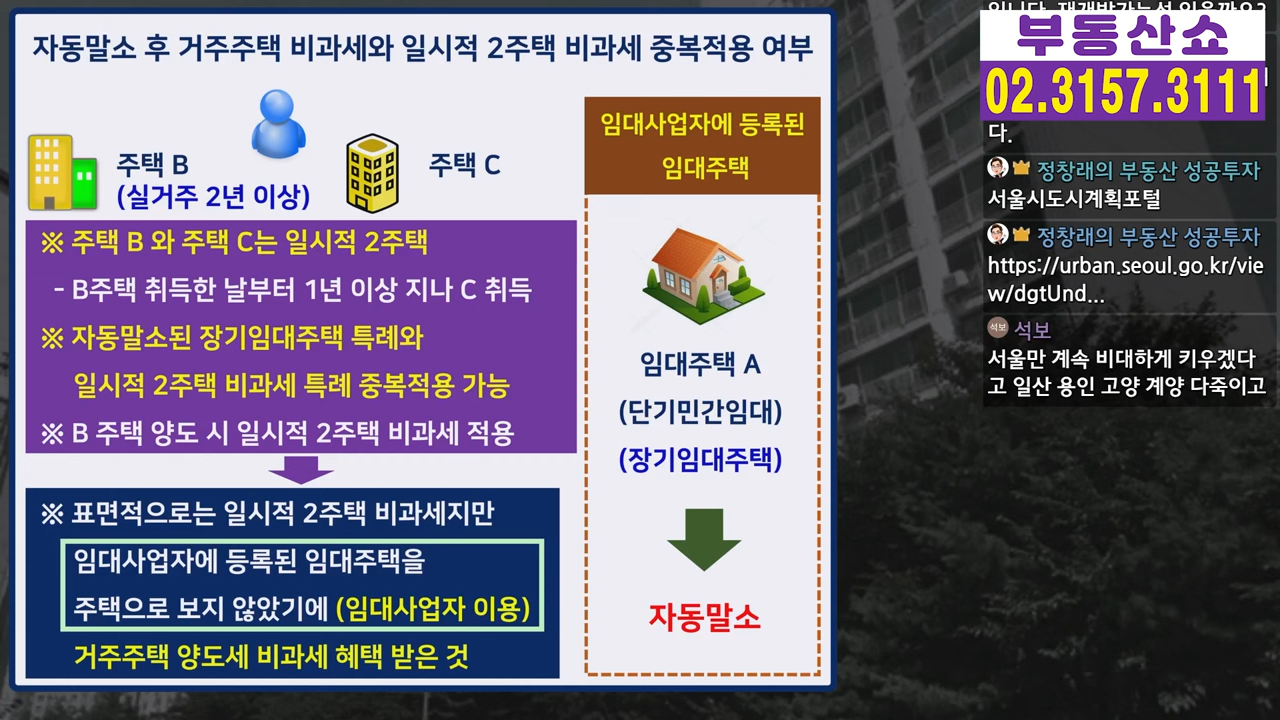 자동말소 후 거주주택 비과세와 일시적 2주택 비과세 중복적용 여부
주택 B
(실거주 2년 이상)
주택 C
※ 주택 B 와 주택 C는 일시적 2주택
- B주택 취득한 날부터 1년 이상 지나 C 취득
※ 자동말소된 장기임대주택 특례와
일시적 2주택 비과세 특례 중복적용 가능
※ B 주택 양도 시 일시적 2주택 비과세 적용
※ 표면적으로는 일시적 2주택 비과세지만
임대사업자에 등록된 임대주택을
주택으로 보지 않았기에 (임대사업자 이용)
거주주택 양도세 비과세 혜택 받은 것
임대사업자에 등록된
임대주택
임대주택 A
(단기민간임대)
(장기임대주택)
자동말소
부동산쇼
02.3157.3111
다.
정창래의 부동산 성공투자
서울시도시계획포털
정창래의 부동산 성공투자
https://urban.seoul.go.kr/vie
w/dgtUnd...
석보 석보
서울만 계속 비대하게 키우겠다
고 일산 용인 고양 계양 다죽이고